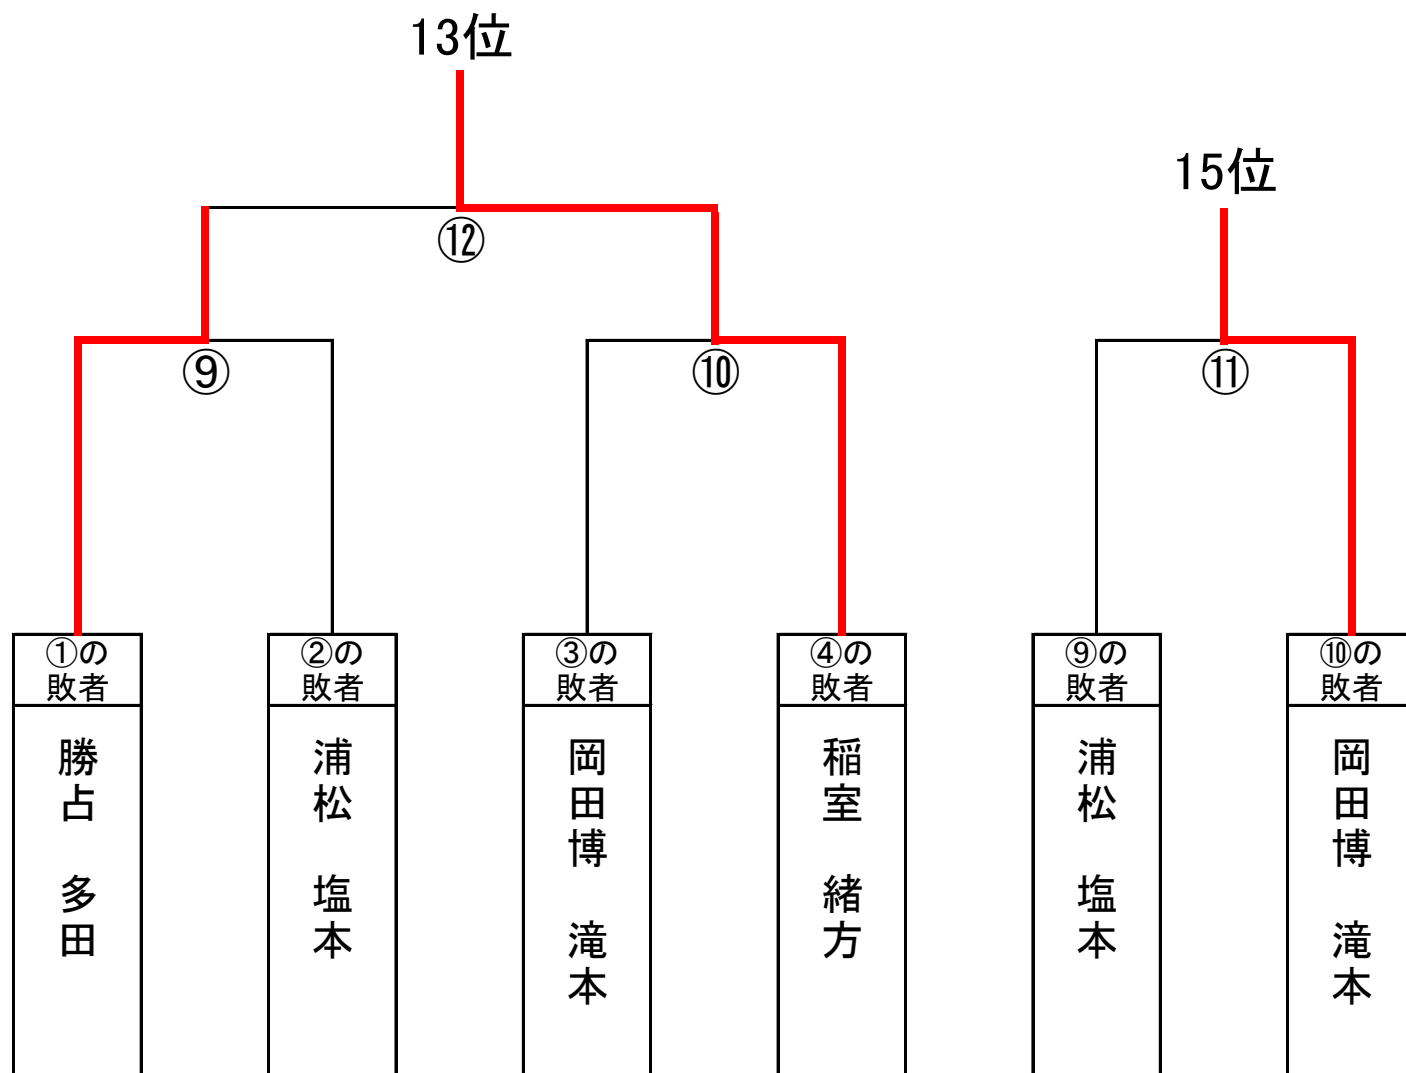 13位
15位
⑫
⑨
⑩
⑪
①の
敗者
②の
敗者
③の
敗者
④の
敗者
⑨の
敗者
⑩の
敗者
勝占　多田
浦松　塩本
岡田博　滝本
稲室　緒方
浦松　塩本
岡田博　滝本